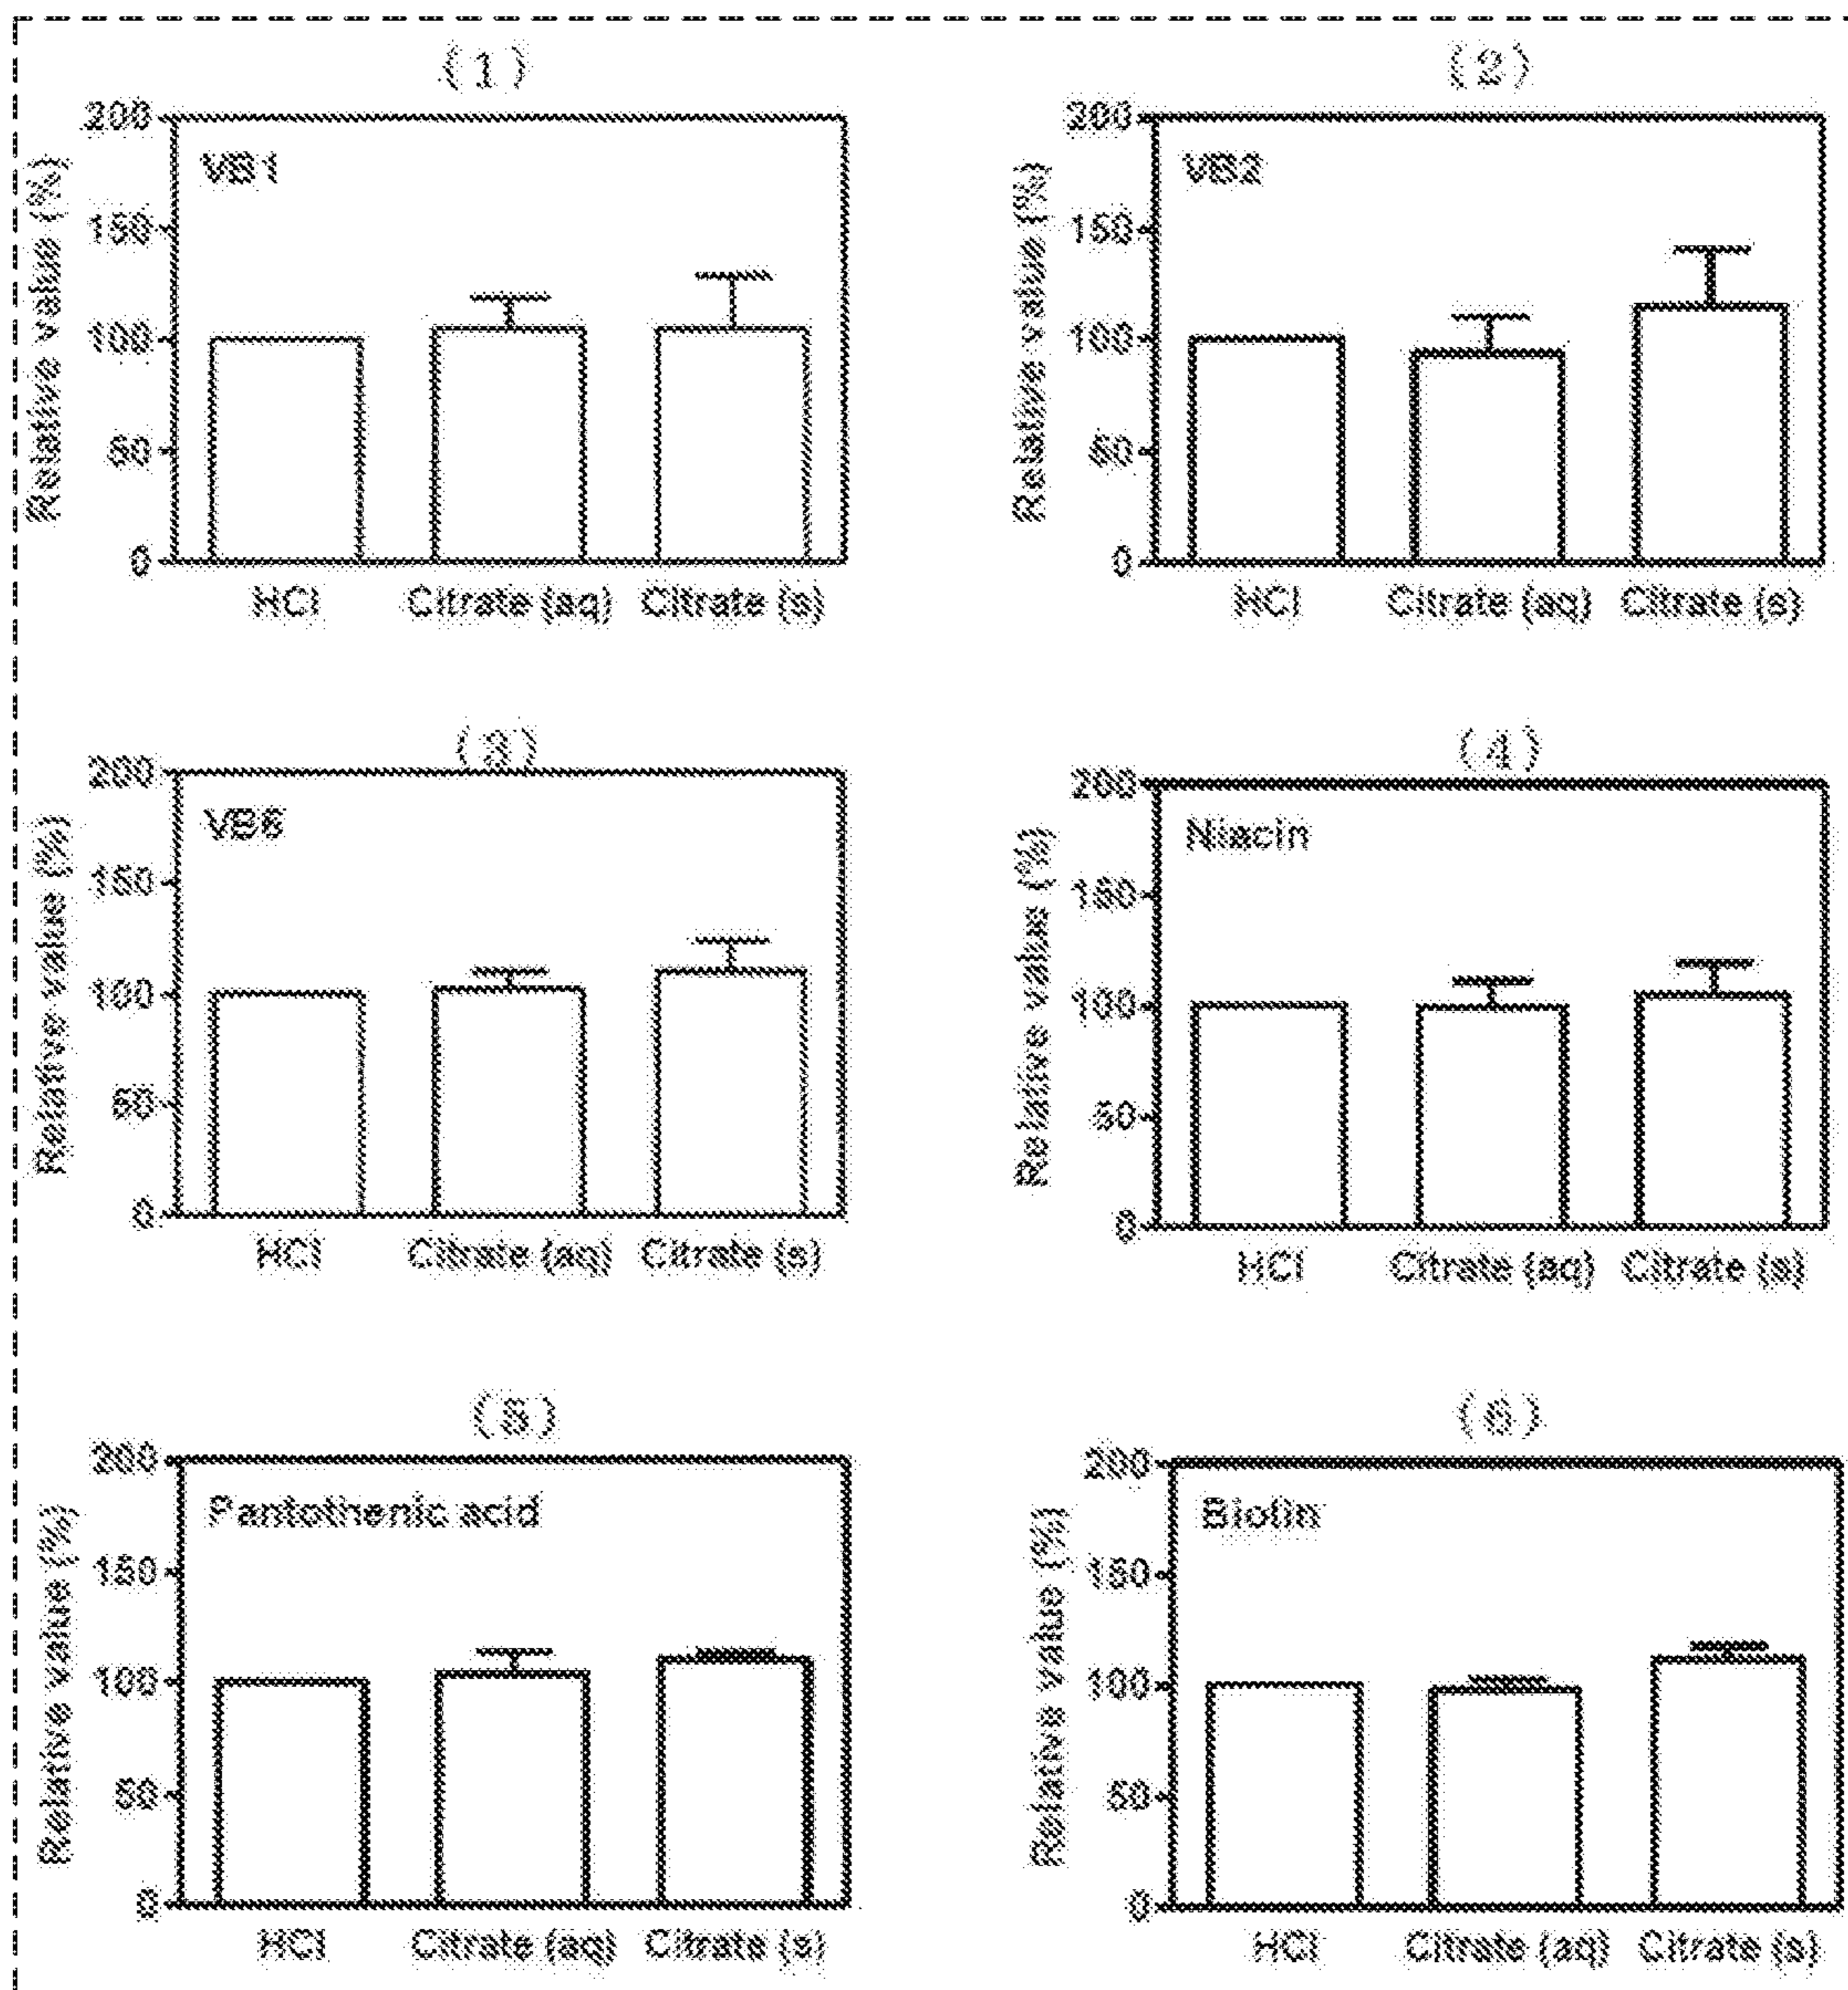 (1)
200
150
100
50
0
Relative value (%)
VB1
HCl Citrate (aq) Citrate (s)
(2)
200
150
100
50
0
Relative value (%)
VB2
HCl Citrate (aq) Citrate (s)
(3)
200
150
100
50
0
Relative value (%)
VB6
HCl Citrate (aq) Citrate (s)
(4)
200
150
100
50
0
Relative value (%)
Niacin
HCl Citrate (aq) Citrate (s)
(5)
200
150
100
50
0
Relative value (%)
Pantothenic acid
HCl Citrate (aq) Citrate (s)
(6)
200
150
100
50
0
Relative value (%)
Biotin
HCl Citrate (aq) Citrate (s)